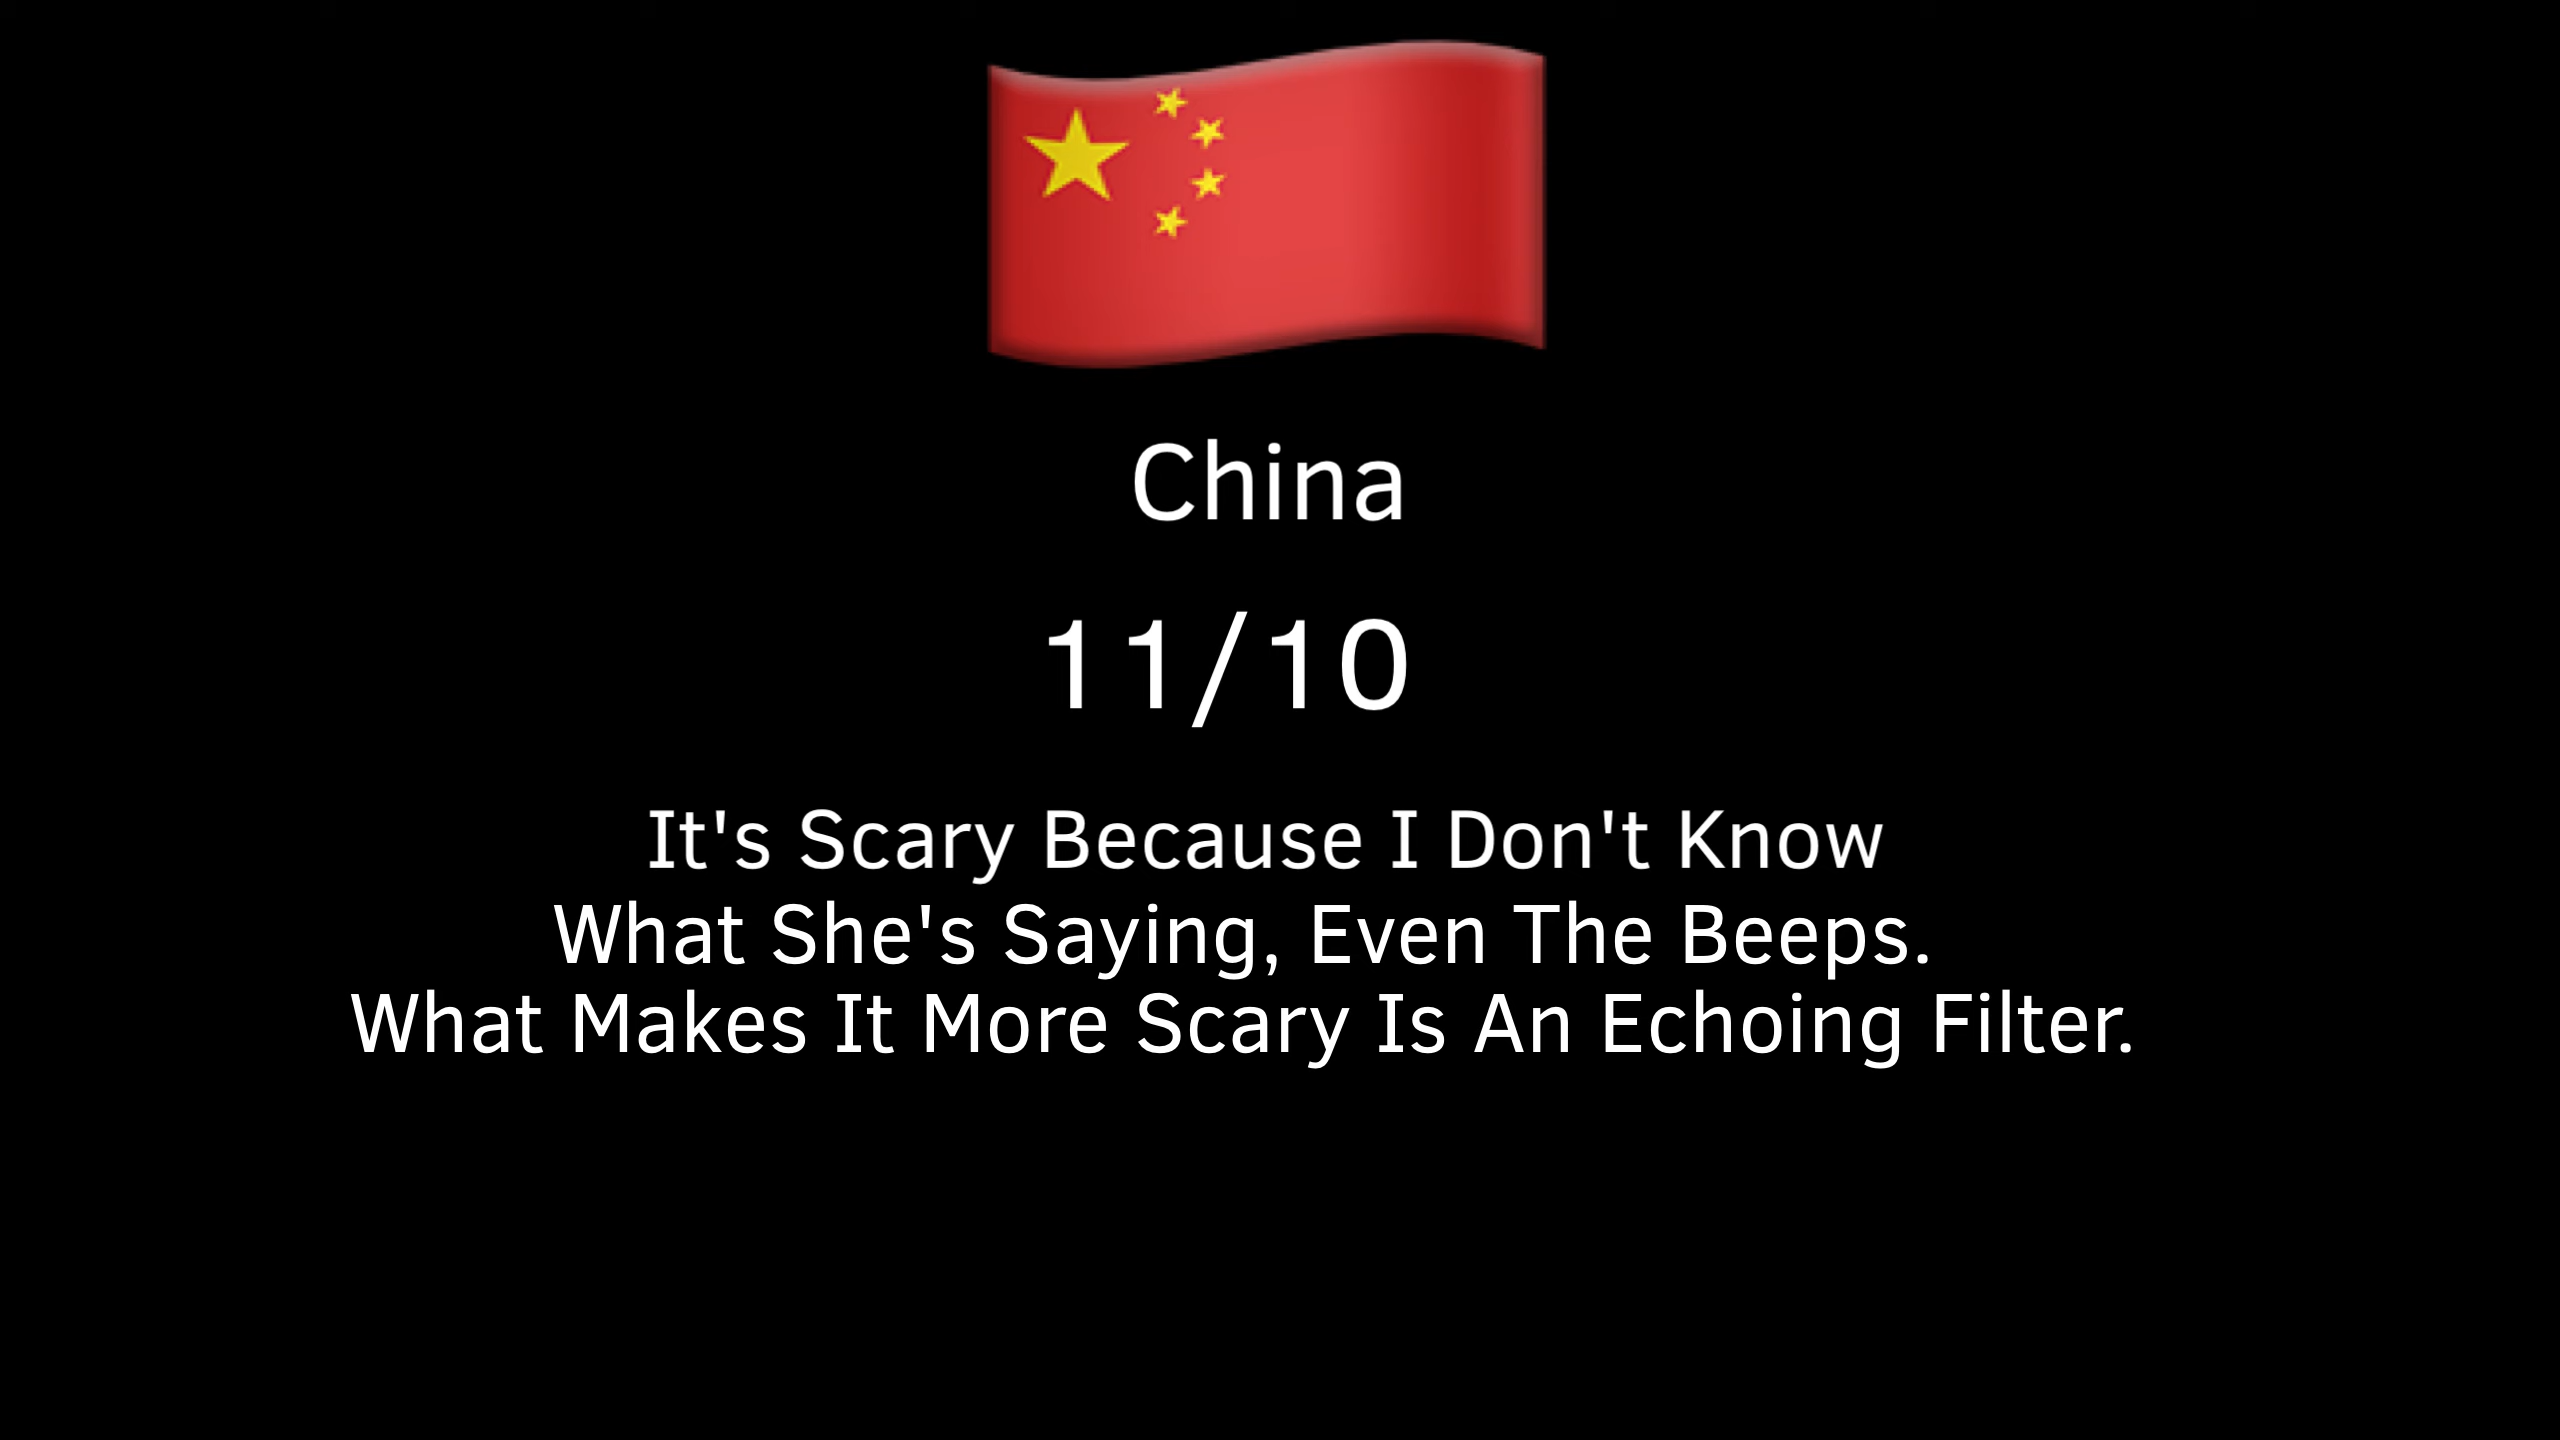 China
11/10
It's Scary Because I Don't Know
What She's Saying, Even The Beeps.
What Makes It More Scary Is An Echoing Filter.